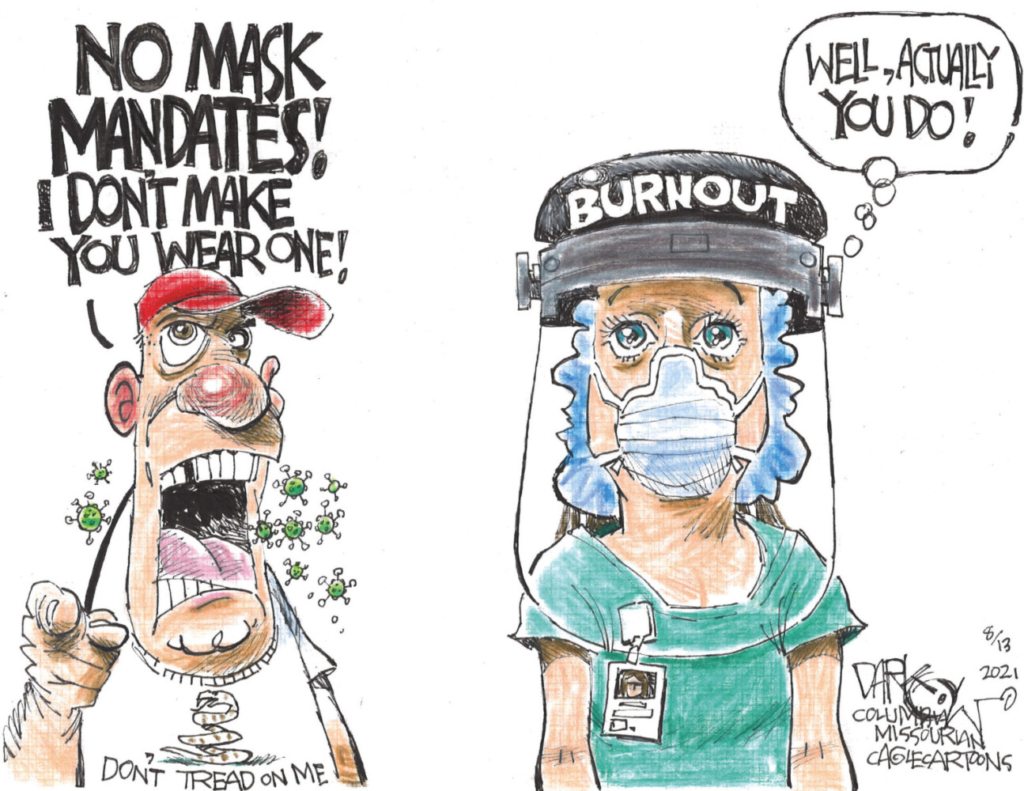 NO MASK
MANDATES!
I DON'T MAKE
YOU WEAR ONE!
WELL, ACTUALLY
YOU DO!
BURNOUT
DON'T TREAD ON ME
8/13
2021
DARKOW
COLUMBIA
MISSOURIAN
CAGLECARTOONS